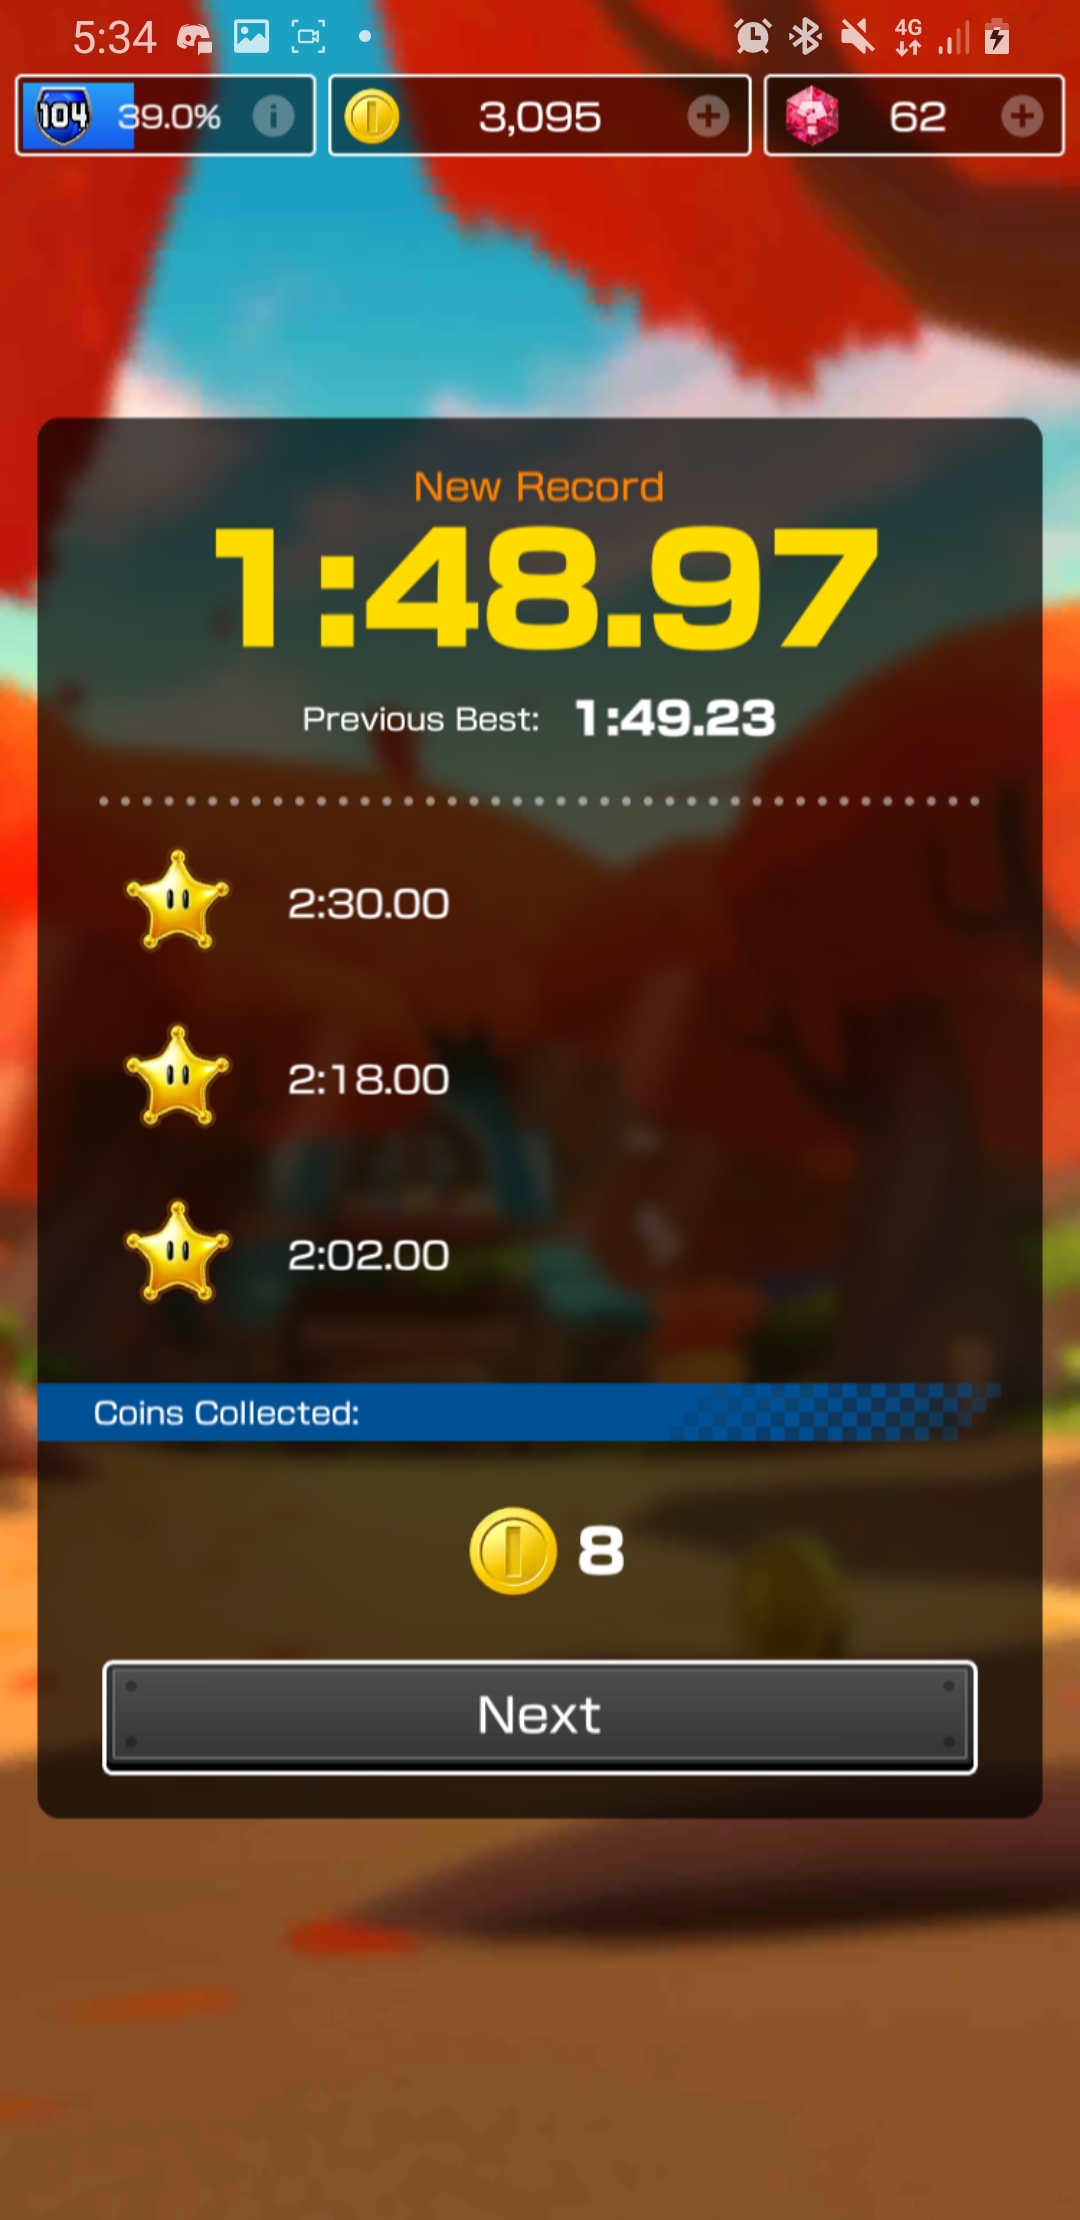 5:34 4G
104 39.0% i 3,095 + ? 62 +
New Record
1:48.97
Previous Best: 1:49.23
2:30.00
2:18.00
2:02.00
Coins Collected:
8
Next